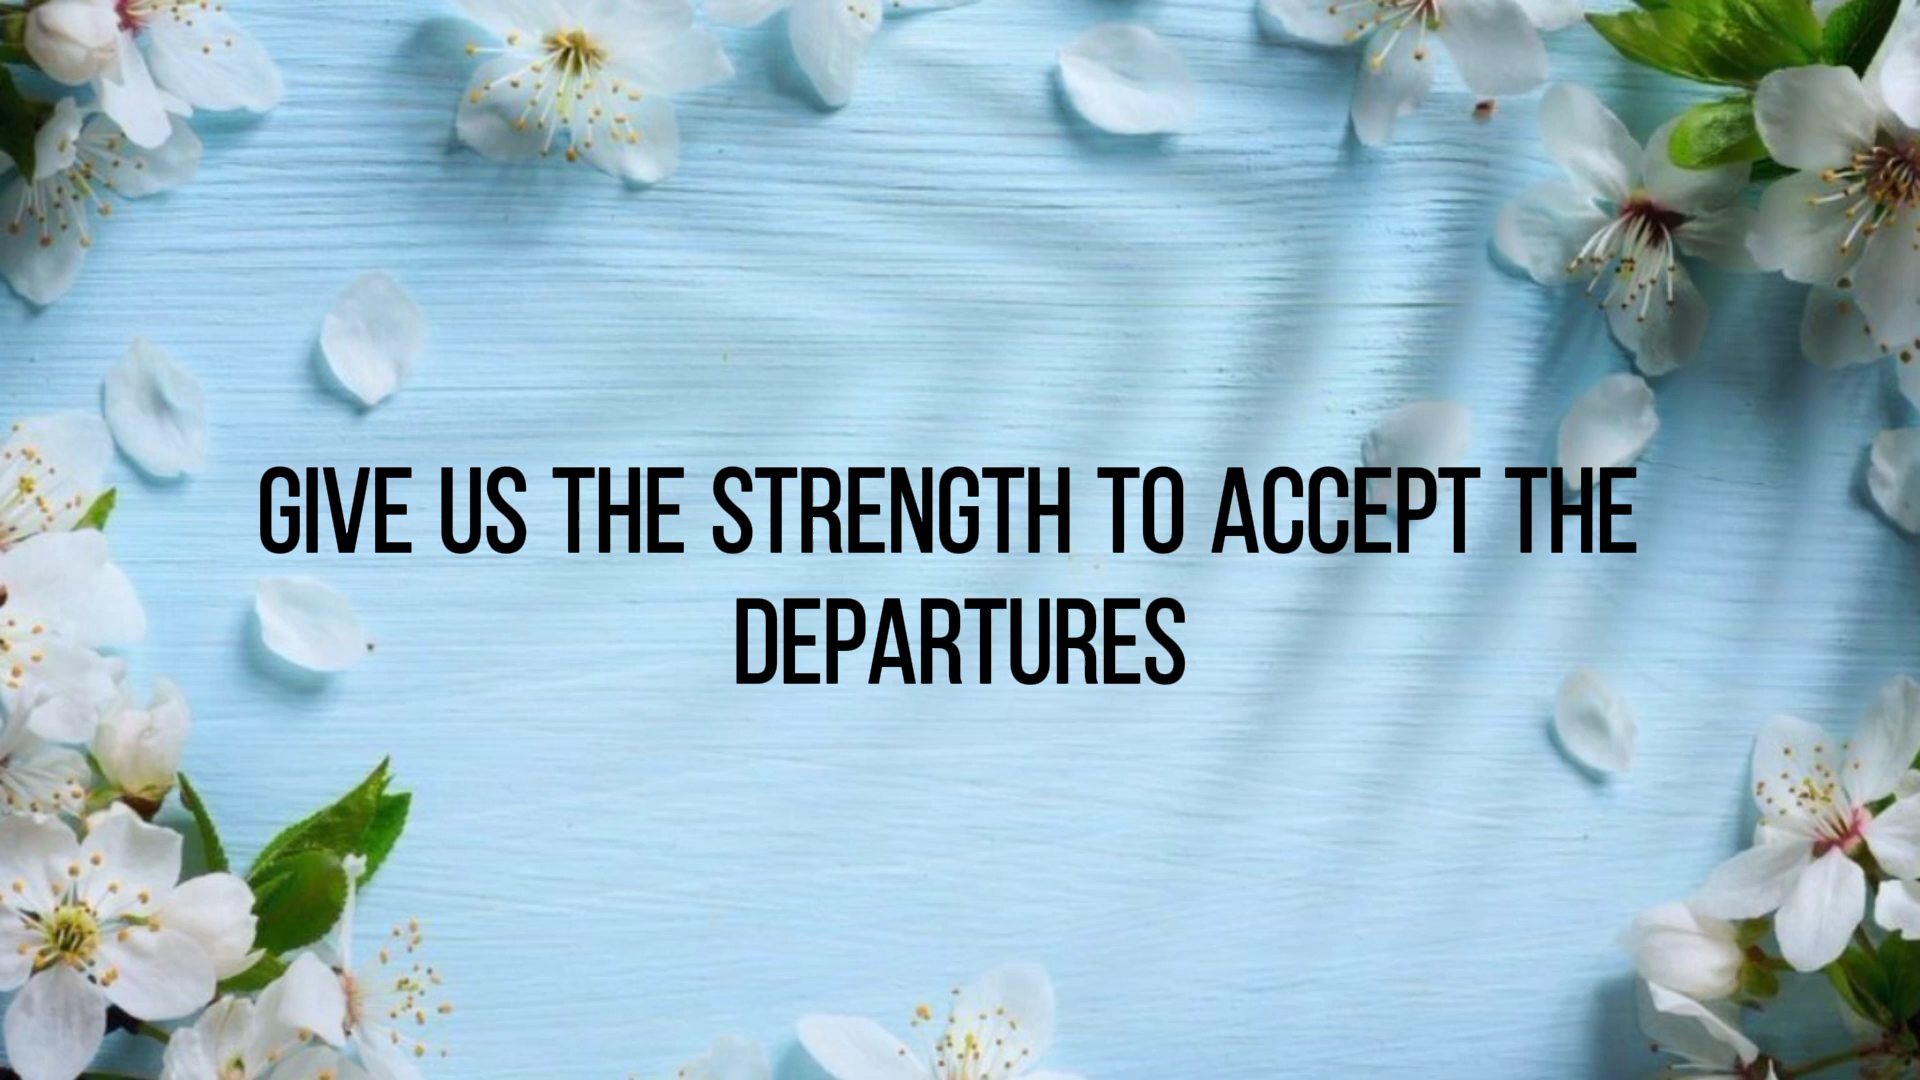 GIVE US THE STRENGTH TO ACCEPT THE
DEPARTURES